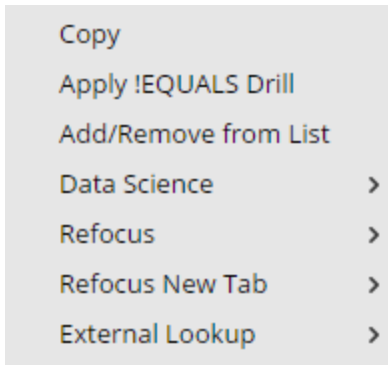 Copy
Apply !EQUALS Drill
Add/Remove from List
Data Science
Refocus
Refocus New Tab
External Lookup